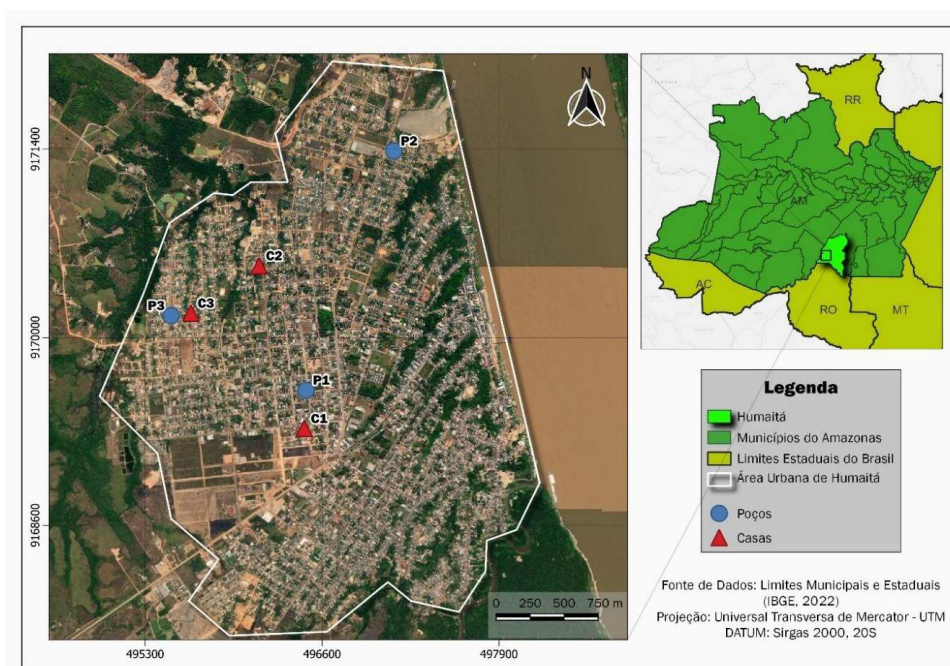 N
P2
C2
P3
C3
P1
C1
9171400
9170000
9168600
495300
496600
497900
0 250 500 750 m
RR
AM
AC
RO
MT
Legenda
Humaitá
Municípios do Amazonas
Limites Estaduais do Brasil
Área Urbana de Humaitá
Poços
Casas
Fonte de Dados: Limites Municipais e Estaduais
(IBGE, 2022)
Projeção: Universal Transversa de Mercator - UTM
DATUM: Sirgas 2000, 20S